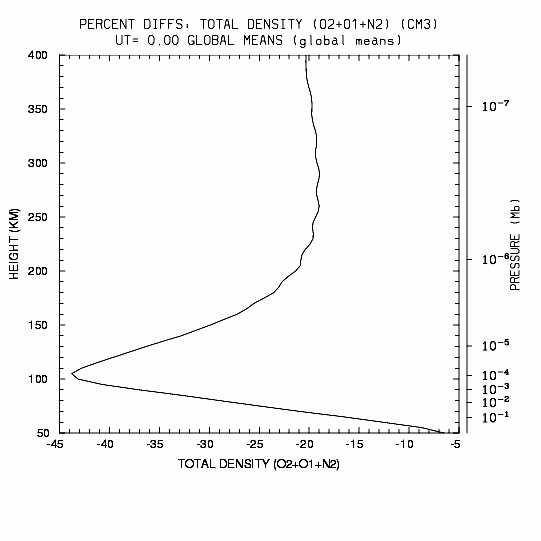 PERCENT DIFFS: TOTAL DENSITY (O2+O1+N2) (CM3)
UT= 0.00 GLOBAL MEANS (global means)
400
350
300
250
200
150
100
50
HEIGHT (KM)
-45 -40 -35 -30 -25 -20 -15 -10 -5
TOTAL DENSITY (O2+O1+N2)
10⁻⁷
10⁻⁶
10⁻⁵
10⁻⁴
10⁻³
10⁻²
10⁻¹
PRESSURE (Mb)